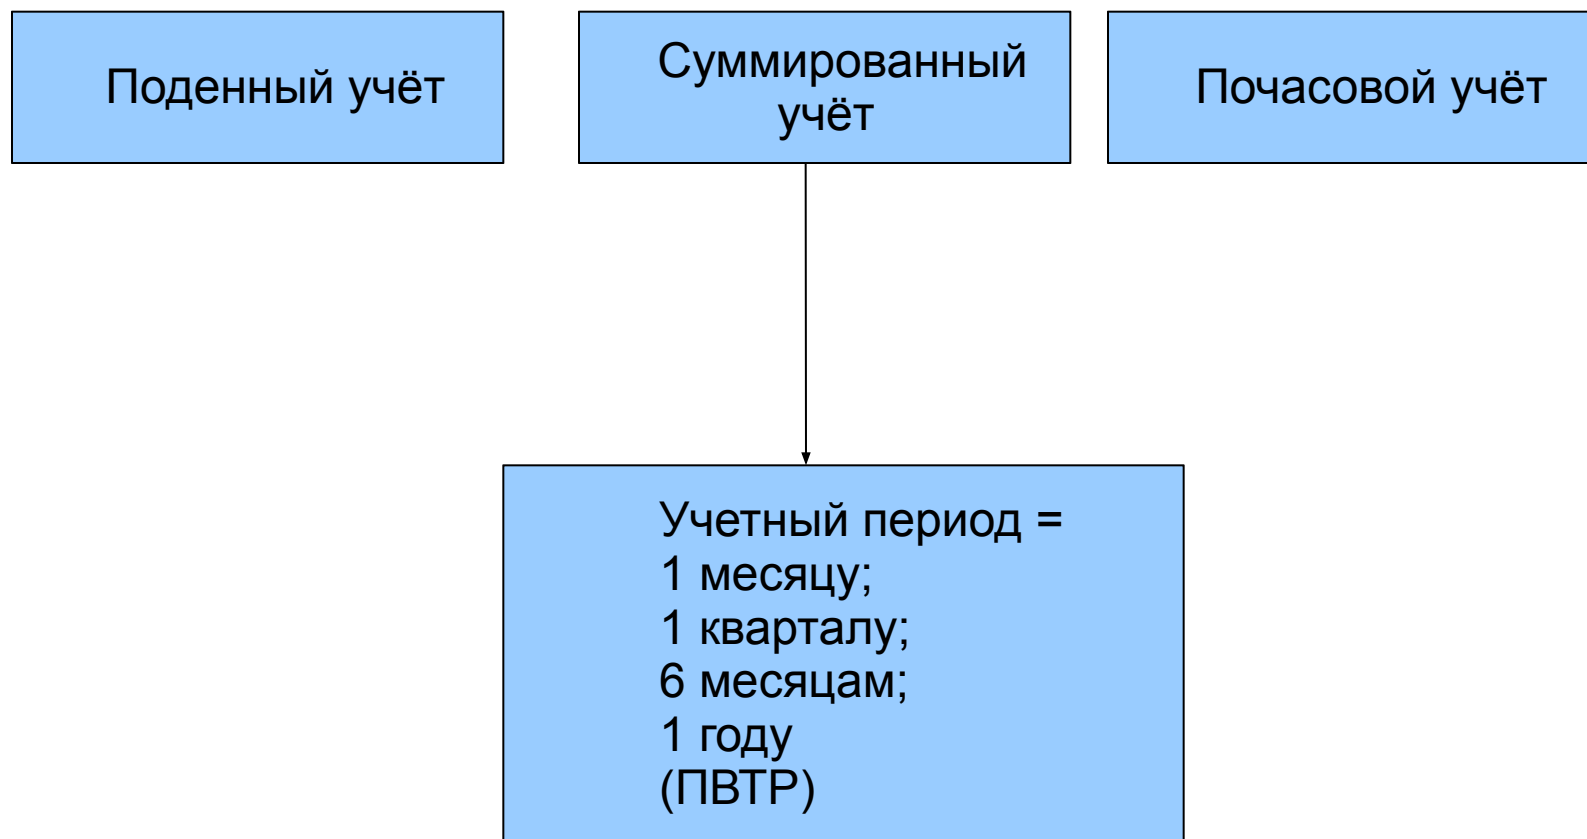 Поденный учёт
Суммированный
учёт
Почасовой учёт
Учетный период =
1 месяцу;
1 кварталу;
6 месяцам;
1 году
(ПВТР)